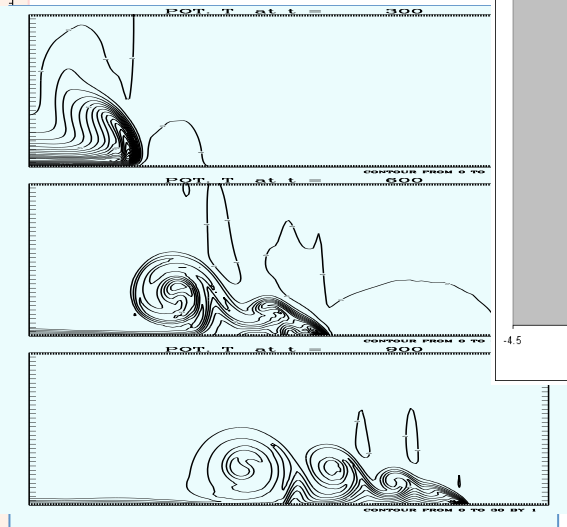 POT. T at t = 300
CONTOUR FROM 0 TO
POT. T at t = 600
CONTOUR FROM 0 TO
-4.5
POT. T at t = 900
CONTOUR FROM 0 TO 30 BY 1